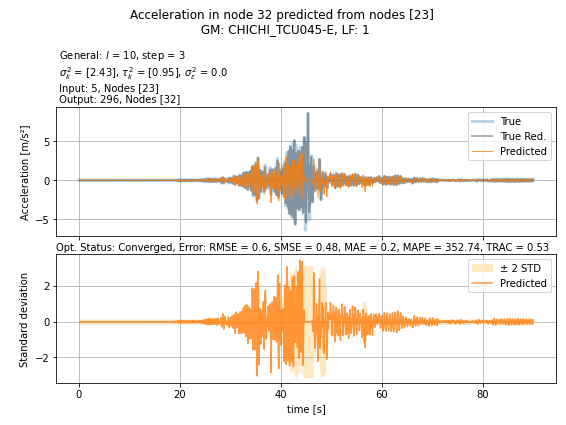 Acceleration in node 32 predicted from nodes [23]
GM: CHICHI_TCU045-E, LF: 1
General: l = 10, step = 3
σ²ₖ = [2.43], τ²ₖ = [0.95], σ²ε = 0.0
Input: 5, Nodes [23]
Output: 296, Nodes [32]
Acceleration [m/s²]
5
0
−5
True
True Red.
Predicted
Opt. Status: Converged, Error: RMSE = 0.6, SMSE = 0.48, MAE = 0.2, MAPE = 352.74, TRAC = 0.53
Standard deviation
2
0
−2
± 2 STD
Predicted
0 20 40 60 80
time [s]